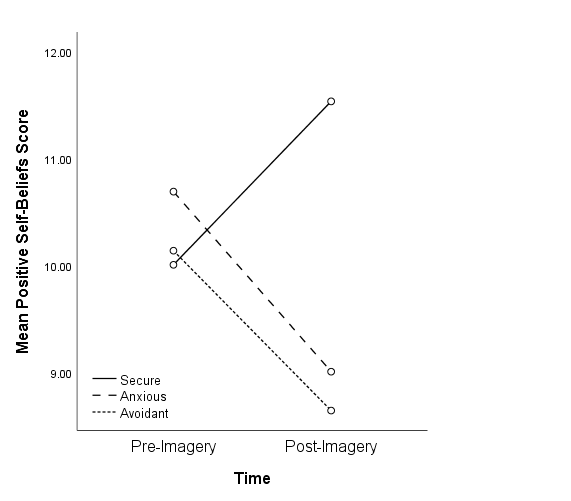 12.00
11.00
10.00
9.00
Mean Positive Self-Beliefs Score
Secure
Anxious
Avoidant
Pre-Imagery
Post-Imagery
Time